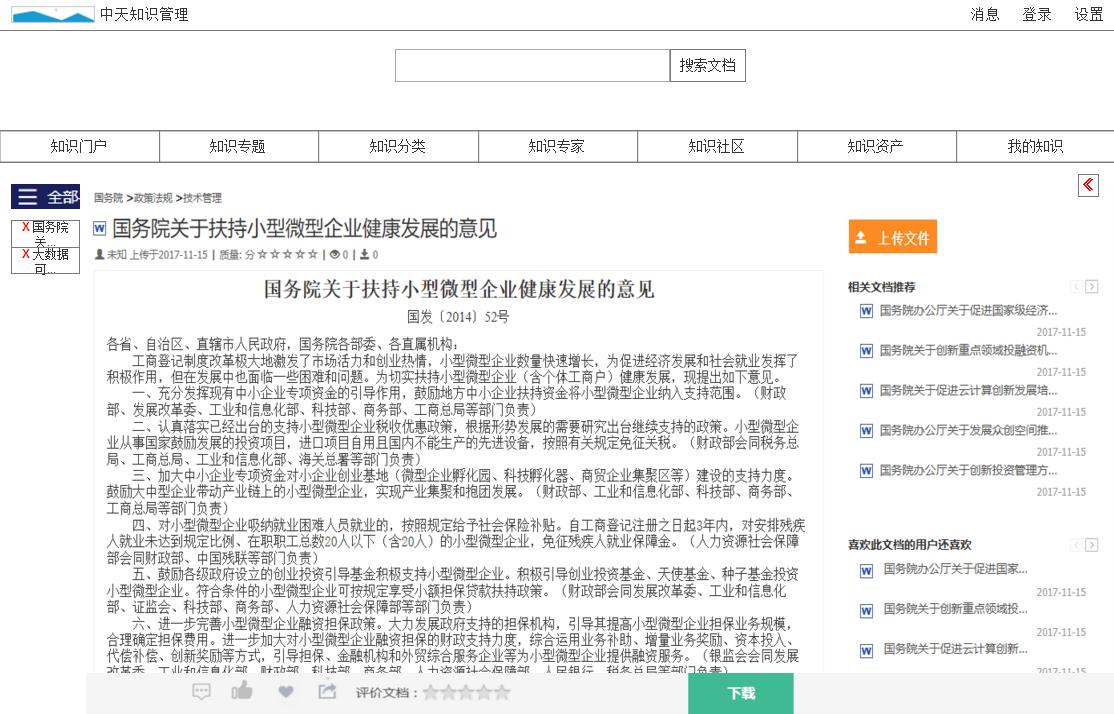 中天知识管理 消息 登录 设置
搜索文档
知识门户 知识专题 知识分类 知识专家 知识社区 知识资产 我的知识
全部
X国务院
关...
X大数据
可...
国务院 >政策法规 >技术管理
国务院关于扶持小型微型企业健康发展的意见
未知 上传于2017-11-15 | 质量: 分 ☆☆☆☆☆ | 0 | 0
国务院关于扶持小型微型企业健康发展的意见
国发〔2014〕52号
各省、自治区、直辖市人民政府，国务院各部委、各直属机构：
工商登记制度改革极大地激发了市场活力和创业热情，小型微型企业数量快速增长，为促进经济发展和社会就业发挥了
积极作用，但在发展中也面临一些困难和问题。为切实扶持小型微型企业（含个体工商户）健康发展，现提出如下意见。
一、充分发挥现有中小企业专项资金的引导作用，鼓励地方中小企业扶持资金将小型微型企业纳入支持范围。（财政
部、发展改革委、工业和信息化部、科技部、商务部、工商总局等部门负责）
二、认真落实已经出台的支持小型微型企业税收优惠政策，根据形势发展的需要研究出台继续支持的政策。小型微型企
业从事国家鼓励发展的投资项目，进口项目自用且国内不能生产的先进设备，按照有关规定免征关税。（财政部会同税务总
局、工商总局、工业和信息化部、海关总署等部门负责）
三、加大中小企业专项资金对小企业创业基地（微型企业孵化园、科技孵化器、商贸企业集聚区等）建设的支持力度。
鼓励大中型企业带动产业链上的小型微型企业，实现产业集聚和抱团发展。（财政部、工业和信息化部、科技部、商务部、
工商总局等部门负责）
四、对小型微型企业吸纳就业困难人员就业的，按照规定给予社会保险补贴。自工商登记注册之日起3年内，对安排残疾
人就业未达到规定比例、在职职工总数20人以下（含20人）的小型微型企业，免征残疾人就业保障金。（人力资源社会保障
部会同财政部、中国残联等部门负责）
五、鼓励各级政府设立的创业投资引导基金积极支持小型微型企业。积极引导创业投资基金、天使基金、种子基金投资
小型微型企业。符合条件的小型微型企业可按规定享受小额担保贷款扶持政策。（财政部会同发展改革委、工业和信息化
部、证监会、科技部、商务部、人力资源社会保障部等部门负责）
六、进一步完善小型微型企业融资担保政策。大力发展政府支持的担保机构，引导其提高小型微型企业担保业务规模，
合理确定担保费用。进一步加大对小型微型企业融资担保的财政支持力度，综合运用业务补助、增量业务奖励、资本投入、
代偿补偿、创新奖励等方式，引导担保、金融机构和外贸综合服务企业等为小型微型企业提供融资服务。（银监会会同发展
改革委、工业和信息化部、财政部、科技部、商务部、人力资源社会保障部、人民银行、税务总局等部门负责）
评价文档：☆☆☆☆☆
下载
上传文件
相关文档推荐
国务院办公厅关于促进国家级经济...
2017-11-15
国务院关于创新重点领域投融资机...
2017-11-15
国务院关于促进云计算创新发展培...
2017-11-15
国务院办公厅关于发展众创空间推...
2017-11-15
国务院办公厅关于创新投资管理方...
2017-11-15
喜欢此文档的用户还喜欢
国务院办公厅关于促进国家...
2017-11-15
国务院关于创新重点领域投...
2017-11-15
国务院关于促进云计算创新...
2017-11-15